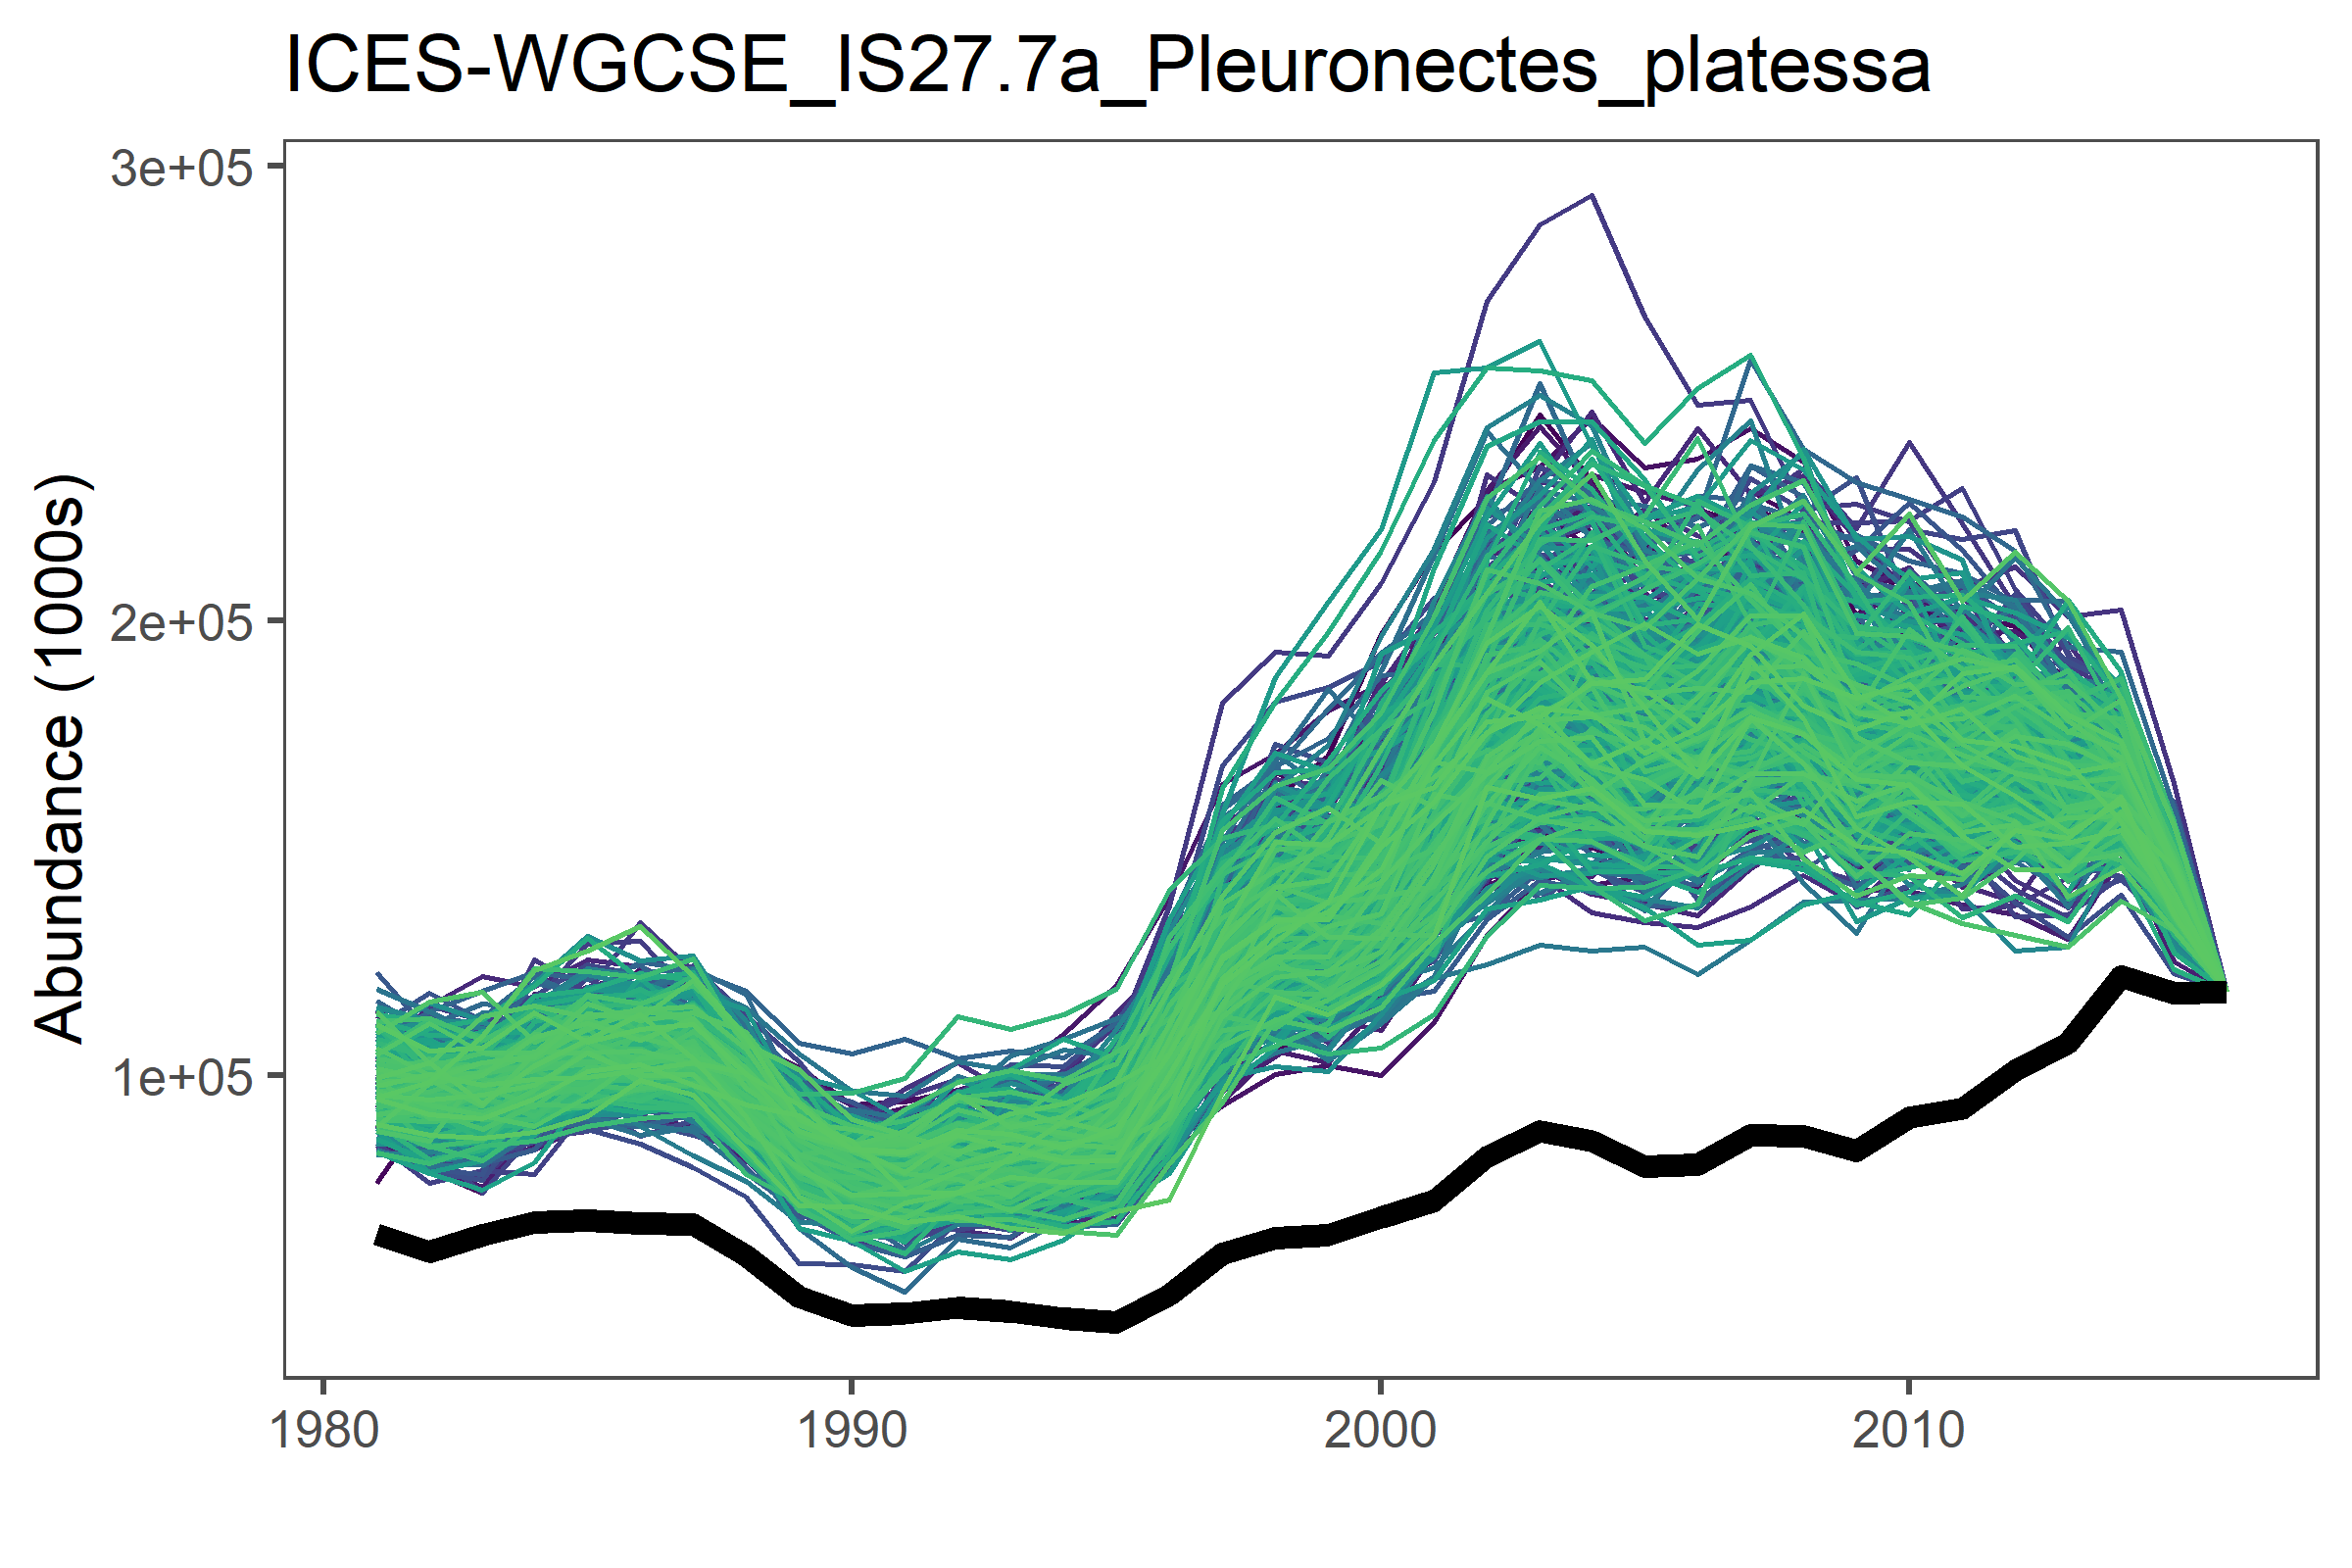 ICES-WGCSE_IS27.7a_Pleuronectes_platessa
Abundance (1000s)
3e+05
2e+05
1e+05
1980 1990 2000 2010